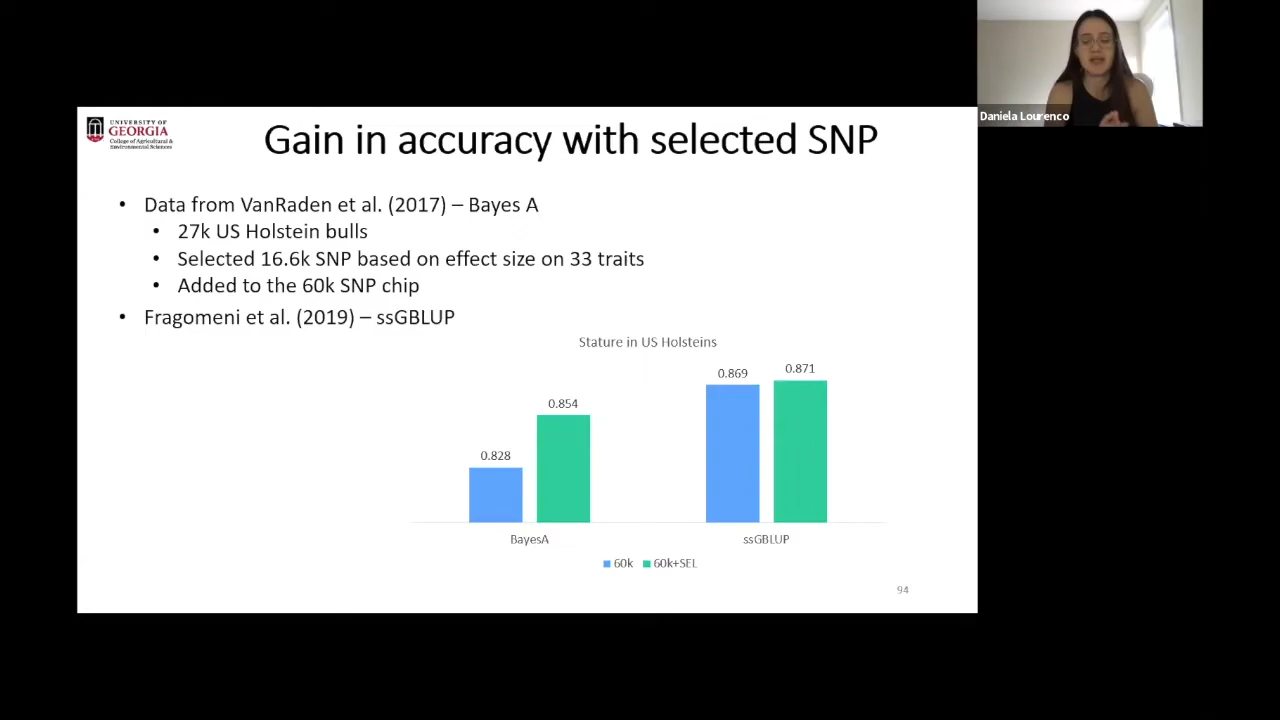 Daniela Lourenco
UNIVERSITY OF
GEORGIA
College of Agricultural &
Environmental Sciences
Gain in accuracy with selected SNP
• Data from VanRaden et al. (2017) – Bayes A
• 27k US Holstein bulls
• Selected 16.6k SNP based on effect size on 33 traits
• Added to the 60k SNP chip
• Fragomeni et al. (2019) – ssGBLUP
Stature in US Holsteins
0.828
0.854
0.869
0.871
BayesA
ssGBLUP
60k
60k+SEL
94